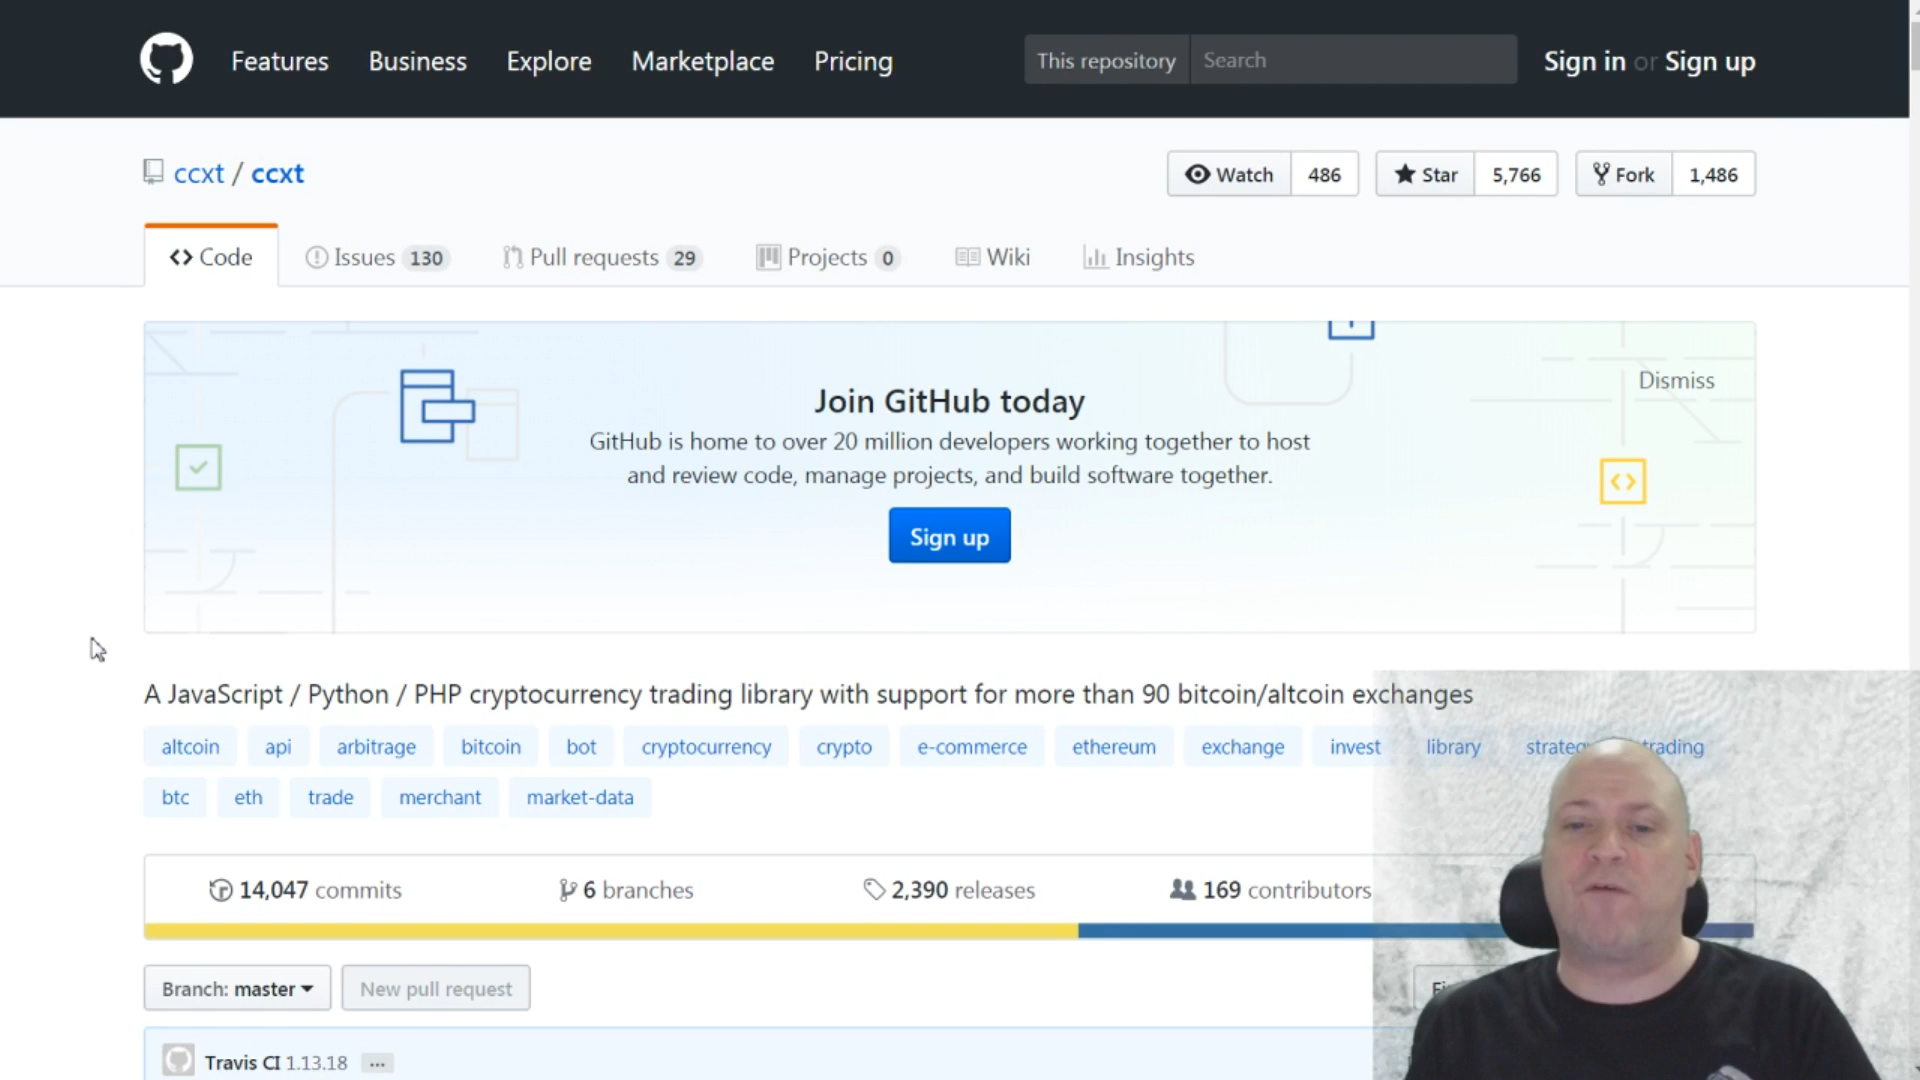 Features Business Explore Marketplace Pricing This repository Search Sign in or Sign up
ccxt / ccxt Watch 486 Star 5,766 Fork 1,486
Code Issues 130 Pull requests 29 Projects 0 Wiki Insights
Dismiss
Join GitHub today
GitHub is home to over 20 million developers working together to host
and review code, manage projects, and build software together.
Sign up
A JavaScript / Python / PHP cryptocurrency trading library with support for more than 90 bitcoin/altcoin exchanges
altcoin api arbitrage bitcoin bot cryptocurrency crypto e-commerce ethereum exchange invest library trading
btc eth trade merchant market-data
14,047 commits 6 branches 2,390 releases 169 contributors
Branch: master New pull request
Travis CI 1.13.18 ...